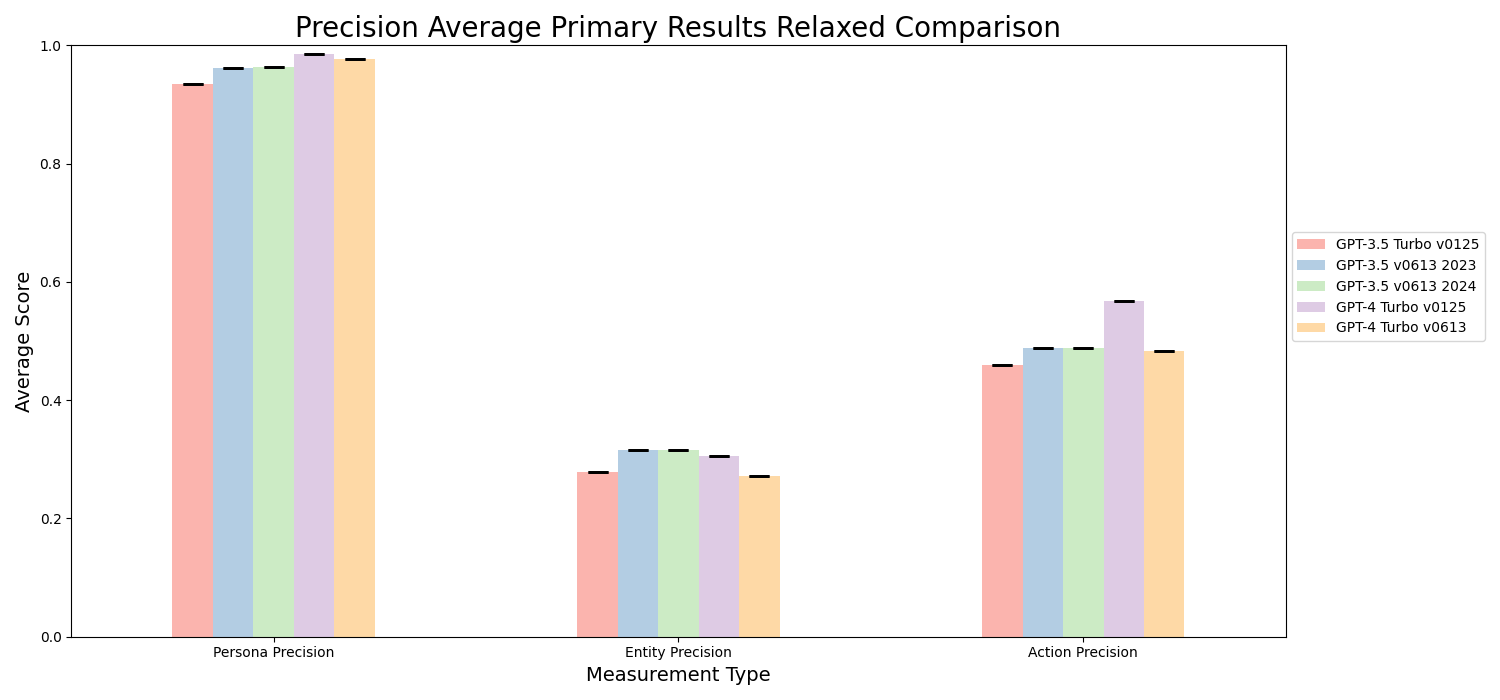 Precision Average Primary Results Relaxed Comparison
1.0
0.8
0.6
0.4
0.2
0.0
Average Score
Persona Precision
Entity Precision
Action Precision
Measurement Type
GPT-3.5 Turbo v0125
GPT-3.5 v0613 2023
GPT-3.5 v0613 2024
GPT-4 Turbo v0125
GPT-4 Turbo v0613